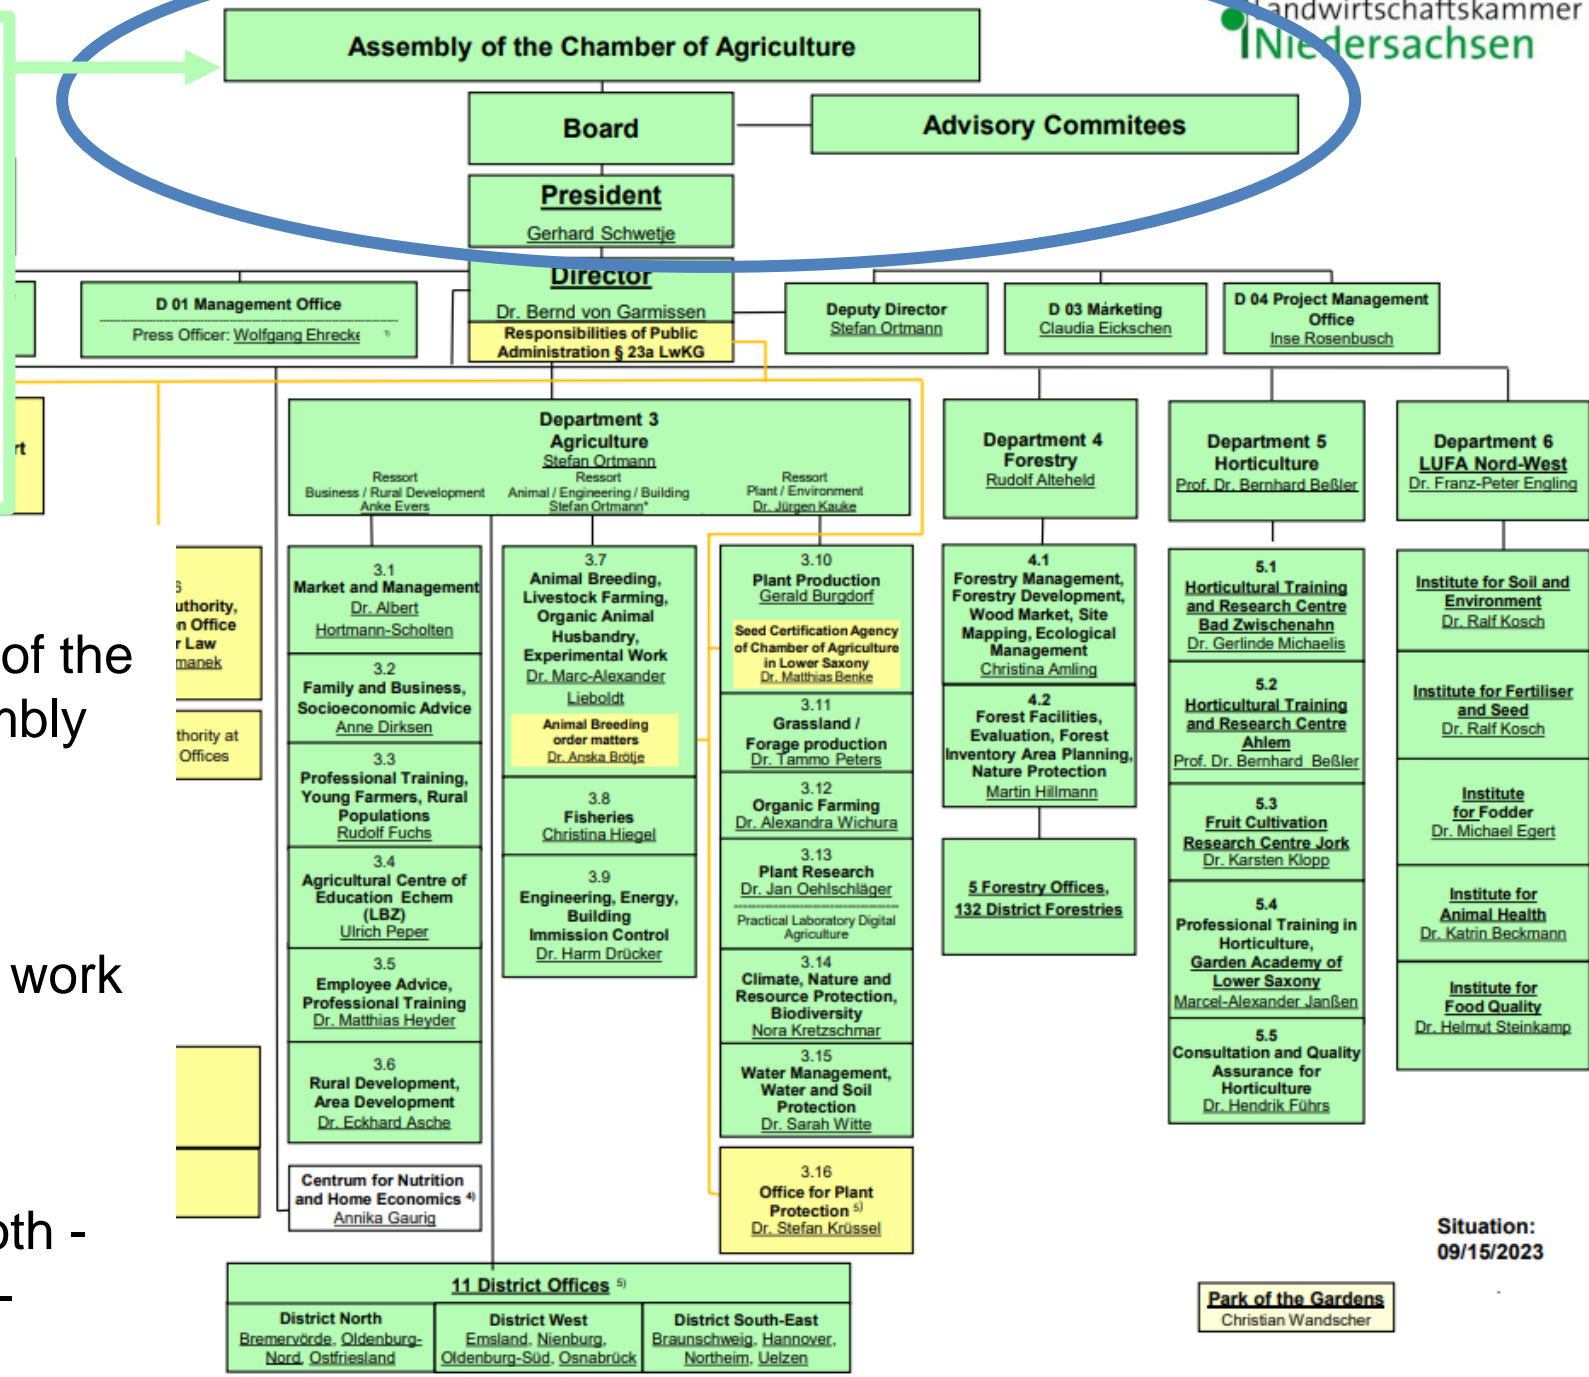 Landwirtschaftskammer
Niedersachsen
Assembly of the Chamber of Agriculture
Board
Advisory Commitees
President
Gerhard Schwetje
Director
Dr. Bernd von Garmissen
Responsibilities of Public
Administration § 23a LwKG
D 01 Management Office
Press Officer: Wolfgang Ehrecke
Deputy Director
Stefan Ortmann
D 03 Marketing
Claudia Eickschen
D 04 Project Management
Office
Inse Rosenbusch
rt
Department 3
Agriculture
Stefan Ortmann
Ressort
Business / Rural Development
Anke Evers
Ressort
Animal / Engineering / Building
Stefan Ortmann*
Ressort
Plant / Environment
Dr. Jürgen Kauke
Department 4
Forestry
Rudolf Alteheld
Department 5
Horticulture
Prof. Dr. Bernhard Beßler
Department 6
LUFA Nord-West
Dr. Franz-Peter Engling
6
uthority,
n Office
r Law
manek
thority at
Offices
of the
mbly
work
oth -
-
3.1
Market and Management
Dr. Albert
Hortmann-Scholten
3.2
Family and Business,
Socioeconomic Advice
Anne Dirksen
3.3
Professional Training,
Young Farmers, Rural
Populations
Rudolf Fuchs
3.4
Agricultural Centre of
Education Echem
(LBZ)
Ulrich Peper
3.5
Employee Advice,
Professional Training
Dr. Matthias Heyder
3.6
Rural Development,
Area Development
Dr. Eckhard Asche
Centrum for Nutrition
and Home Economics 4)
Annika Gaurig
3.7
Animal Breeding,
Livestock Farming,
Organic Animal
Husbandry,
Experimental Work
Dr. Marc-Alexander
Lieboldt
Animal Breeding
order matters
Dr. Anska Brötje
3.8
Fisheries
Christina Hiegel
3.9
Engineering, Energy,
Building
Immission Control
Dr. Harm Drücker
3.10
Plant Production
Gerald Burgdorf
Seed Certification Agency
of Chamber of Agriculture
in Lower Saxony
Dr. Matthias Benke
3.11
Grassland /
Forage production
Dr. Tammo Peters
3.12
Organic Farming
Dr. Alexandra Wichura
3.13
Plant Research
Dr. Jan Oehlschläger
Practical Laboratory Digital
Agriculture
3.14
Climate, Nature and
Resource Protection,
Biodiversity
Nora Kretzschmar
3.15
Water Management,
Water and Soil
Protection
Dr. Sarah Witte
3.16
Office for Plant
Protection 5)
Dr. Stefan Krüssel
4.1
Forestry Management,
Forestry Development,
Wood Market, Site
Mapping, Ecological
Management
Christina Amling
4.2
Forest Facilities,
Evaluation, Forest
Inventory Area Planning,
Nature Protection
Martin Hillmann
5 Forestry Offices,
132 District Forestries
5.1
Horticultural Training
and Research Centre
Bad Zwischenahn
Dr. Gerlinde Michaelis
5.2
Horticultural Training
and Research Centre
Ahlem
Prof. Dr. Bernhard Beßler
5.3
Fruit Cultivation
Research Centre Jork
Dr. Karsten Klopp
5.4
Professional Training in
Horticulture,
Garden Academy of
Lower Saxony
Marcel-Alexander Janßen
5.5
Consultation and Quality
Assurance for
Horticulture
Dr. Hendrik Führs
Institute for Soil and
Environment
Dr. Ralf Kosch
Institute for Fertiliser
and Seed
Dr. Ralf Kosch
Institute
for Fodder
Dr. Michael Egert
Institute for
Animal Health
Dr. Katrin Beckmann
Institute for
Food Quality
Dr. Helmut Steinkamp
11 District Offices 5)
District North
Bremervörde, Oldenburg-
Nord, Ostfriesland
District West
Emsland, Nienburg,
Oldenburg-Süd, Osnabrück
District South-East
Braunschweig, Hannover,
Northeim, Uelzen
Situation:
09/15/2023
Park of the Gardens
Christian Wandscher